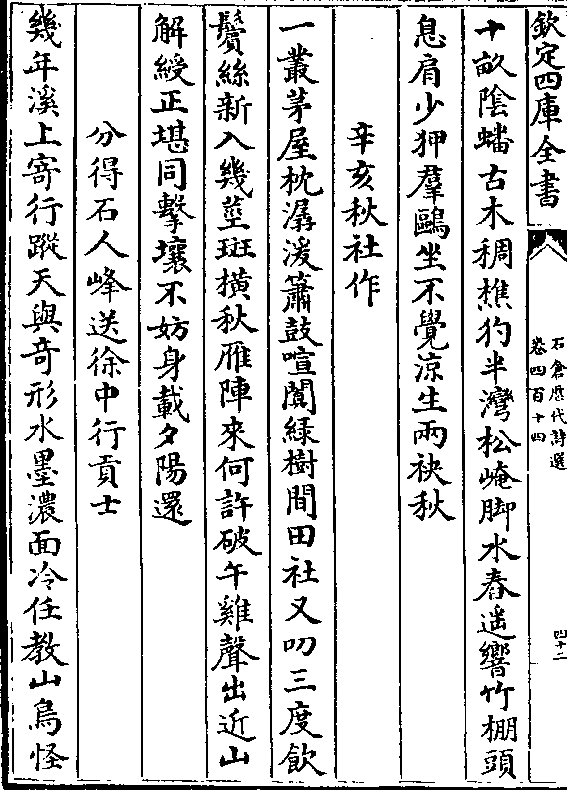 欽定四庫全書
石倉歷代詩選
卷四百十四
四十二
十畝陰蟠古木稠樵彴半灣松崦脚水舂遥響竹棚頭
息肩少狎羣鷗坐不覺涼生兩袂秋
辛亥秋社作
一叢茅屋枕潺湲簫鼓喧闐緑樹間田社又叨三度飲
鬢絲新入幾莖斑橫秋雁陣來何許破午雞聲出近山
解綬正堪同擊壤不妨身載夕陽還
分得石人峰送徐中行貢士
幾年溪上寄行蹤天與竒形水墨濃面冷任教山鳥怪